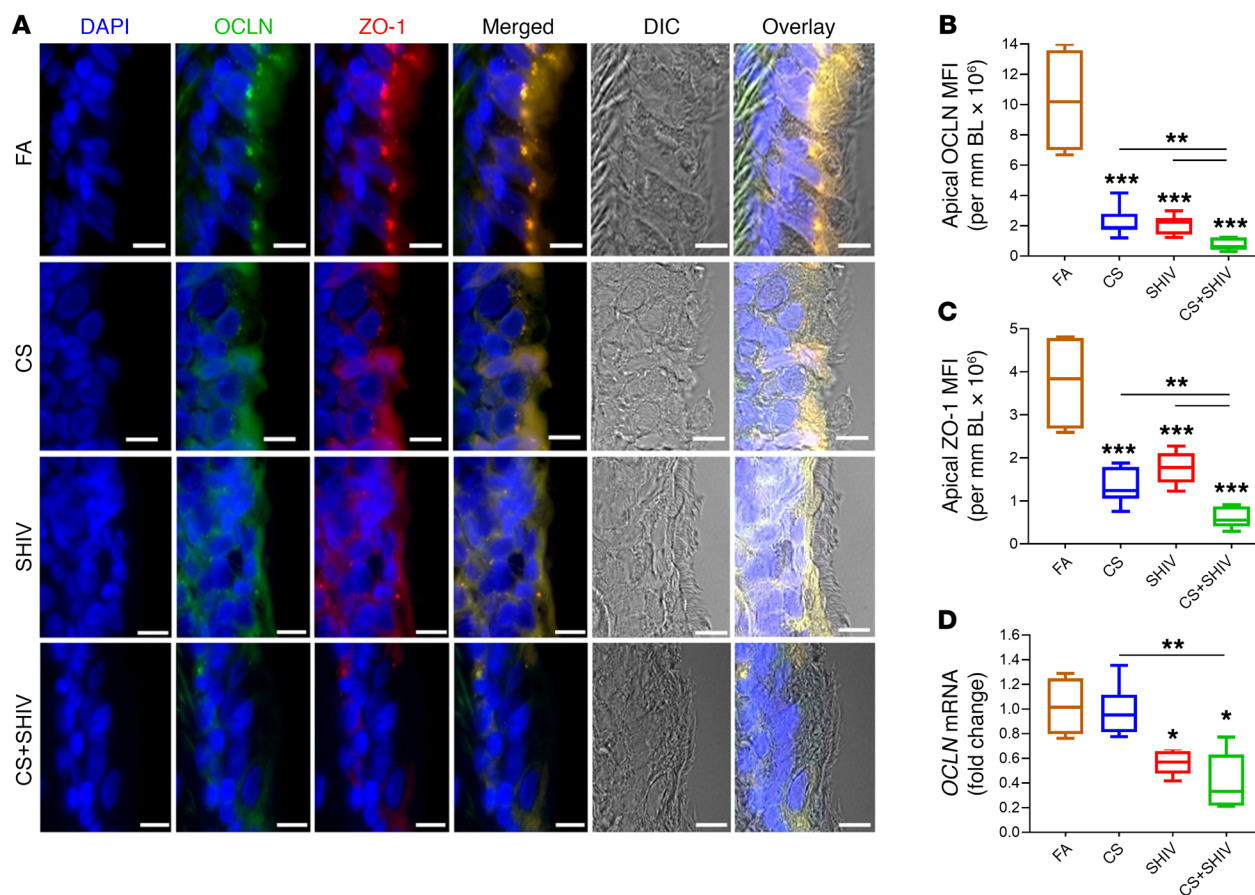 A
DAPI OCLN ZO-1 Merged DIC Overlay
FA
CS
SHIV
CS+SHIV
B
Apical OCLN MFI
(per mm BL × 10⁶)
14
12
10
8
6
4
2
0
**
***
***
***
FA CS SHIV CS+SHIV
C
Apical ZO-1 MFI
(per mm BL × 10⁶)
5
4
3
2
1
0
**
***
***
***
FA CS SHIV CS+SHIV
D
OCLN mRNA
(fold change)
1.6
1.4
1.2
1.0
0.8
0.6
0.4
0.2
0.0
**
*
*
FA CS SHIV CS+SHIV